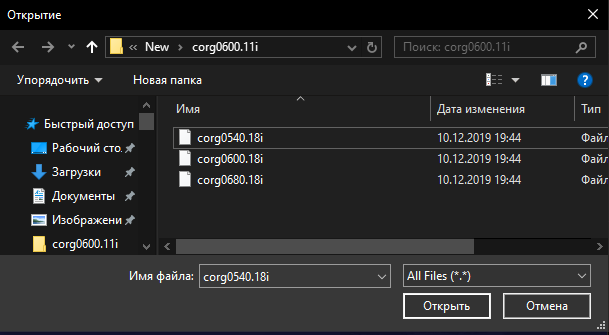 Открытие
« New › corg0600.11i
Поиск: corg0600.11i
Упорядочить
Новая папка
Имя
Дата изменения
Тип
Быстрый доступ
Рабочий сто.
Загрузки
Документы
Изображени
corg0600.11i
corg0540.18i 10.12.2019 19:44 Файл
corg0600.18i 10.12.2019 19:44 Файл
corg0680.18i 10.12.2019 19:44 Файл
Имя файла:
corg0540.18i
All Files (*.*)
Открыть
Отмена